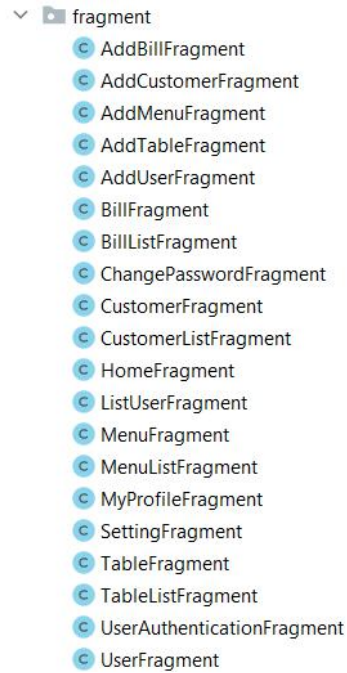 fragment
C AddBillFragment
C AddCustomerFragment
C AddMenuFragment
C AddTableFragment
C AddUserFragment
C BillFragment
C BillListFragment
C ChangePasswordFragment
C CustomerFragment
C CustomerListFragment
C HomeFragment
C ListUserFragment
C MenuFragment
C MenuListFragment
C MyProfileFragment
C SettingFragment
C TableFragment
C TableListFragment
C UserAuthenticationFragment
C UserFragment